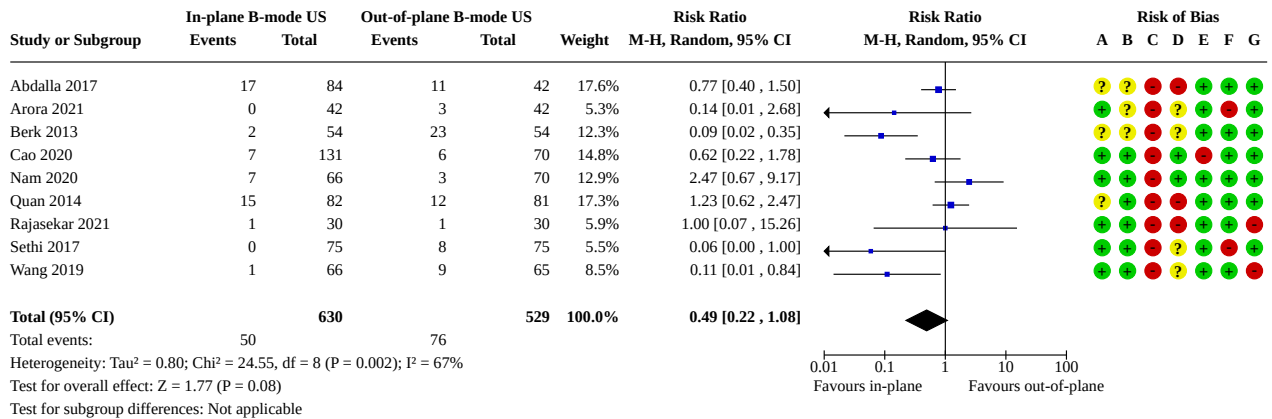 In-plane B-mode US Out-of-plane B-mode US Risk Ratio Risk Ratio Risk of Bias
Study or Subgroup Events Total Events Total Weight M-H, Random, 95% CI M-H, Random, 95% CI A B C D E F G
Abdalla 2017 17 84 11 42 17.6% 0.77 [0.40 , 1.50] ? ? - - + + +
Arora 2021 0 42 3 42 5.3% 0.14 [0.01 , 2.68] + ? - ? + - +
Berk 2013 2 54 23 54 12.3% 0.09 [0.02 , 0.35] ? ? - ? + + +
Cao 2020 7 131 6 70 14.8% 0.62 [0.22 , 1.78] + + - + - + +
Nam 2020 7 66 3 70 12.9% 2.47 [0.67 , 9.17] + + - + + + +
Quan 2014 15 82 12 81 17.3% 1.23 [0.62 , 2.47] ? + - - + + +
Rajasekar 2021 1 30 1 30 5.9% 1.00 [0.07 , 15.26] + + - - + + -
Sethi 2017 0 75 8 75 5.5% 0.06 [0.00 , 1.00] + + - ? + - +
Wang 2019 1 66 9 65 8.5% 0.11 [0.01 , 0.84] + + - ? + + -
Total (95% CI) 630 529 100.0% 0.49 [0.22 , 1.08]
Total events: 50 76
Heterogeneity: Tau² = 0.80; Chi² = 24.55, df = 8 (P = 0.002); I² = 67%
0.01 0.1 1 10 100
Test for overall effect: Z = 1.77 (P = 0.08) Favours in-plane Favours out-of-plane
Test for subgroup differences: Not applicable